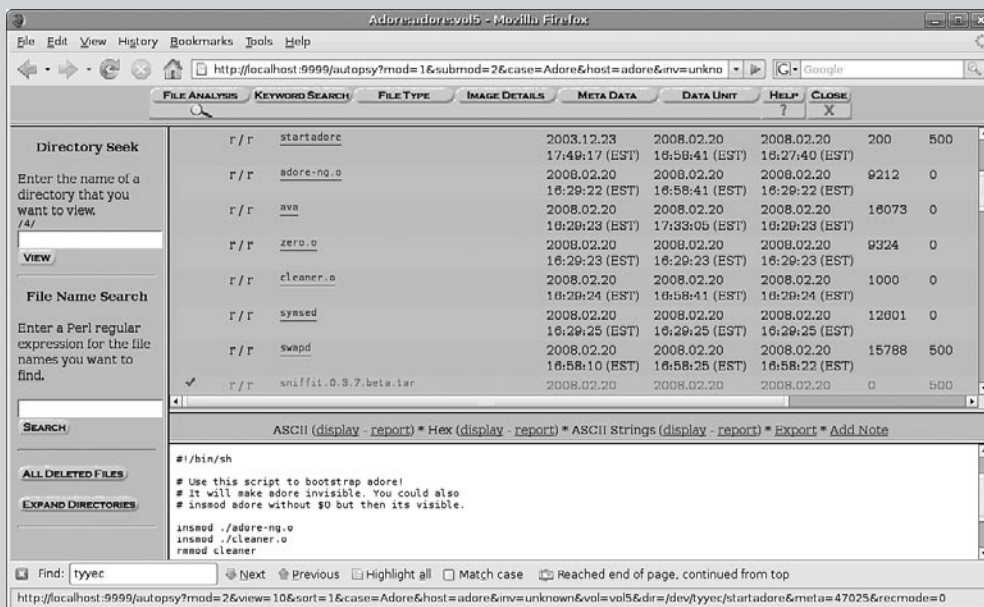 Adore:adore:vol5 - Mozilla Firefox
File Edit View History Bookmarks Tools Help
http://localhost:9999/autopsy?mod=1&submod=2&case=Adore&host=adore&inv=unkno
Google
FILE ANALYSIS KEYWORD SEARCH FILE TYPE IMAGE DETAILS META DATA DATA UNIT HELP CLOSE
? X
Directory Seek
Enter the name of a
directory that you
want to view.
/4/
VIEW
File Name Search
Enter a Perl regular
expression for the file
names you want to
find.
SEARCH
ALL DELETED FILES
EXPAND DIRECTORIES
r / r startadore 2003.12.23 2008.02.20 2008.02.20 200 500
17:49:17 (EST) 16:58:41 (EST) 16:27:40 (EST)
r / r adore-ng.o 2008.02.20 2008.02.20 2008.02.20 9212 0
16:29:22 (EST) 16:58:41 (EST) 16:29:22 (EST)
r / r ava 2008.02.20 2008.02.20 2008.02.20 16073 0
16:29:23 (EST) 17:33:05 (EST) 16:29:23 (EST)
r / r zero.o 2008.02.20 2008.02.20 2008.02.20 9324 0
16:29:23 (EST) 16:29:23 (EST) 16:29:23 (EST)
r / r cleaner.o 2008.02.20 2008.02.20 2008.02.20 1000 0
16:29:24 (EST) 16:58:41 (EST) 16:29:24 (EST)
r / r symsed 2008.02.20 2008.02.20 2008.02.20 12601 0
16:29:25 (EST) 16:29:25 (EST) 16:29:25 (EST)
r / r swapd 2008.02.20 2008.02.20 2008.02.20 15788 500
16:58:10 (EST) 16:58:25 (EST) 16:58:22 (EST)
✔ r / r sniffit.0.3.7.beta.tar 2008.02.20 2008.02.20 2008.02.20 0 500
ASCII (display - report) * Hex (display - report) * ASCII Strings (display - report) * Export * Add Note
#!/bin/sh
# Use this script to bootstrap adore!
# It will make adore invisible. You could also
# insmod adore without $0 but then its visible.
insmod ./adore-ng.o
insmod ./cleaner.o
rmmod cleaner
Find: tyyec Next Previous Highlight all Match case Reached end of page, continued from top
http://localhost:9999/autopsy?mod=2&view=10&sort=1&case=Adore&host=adore&inv=unknown&vol=vol5&dir=/dev/tyyec/startadore&meta=47025&recmode=0